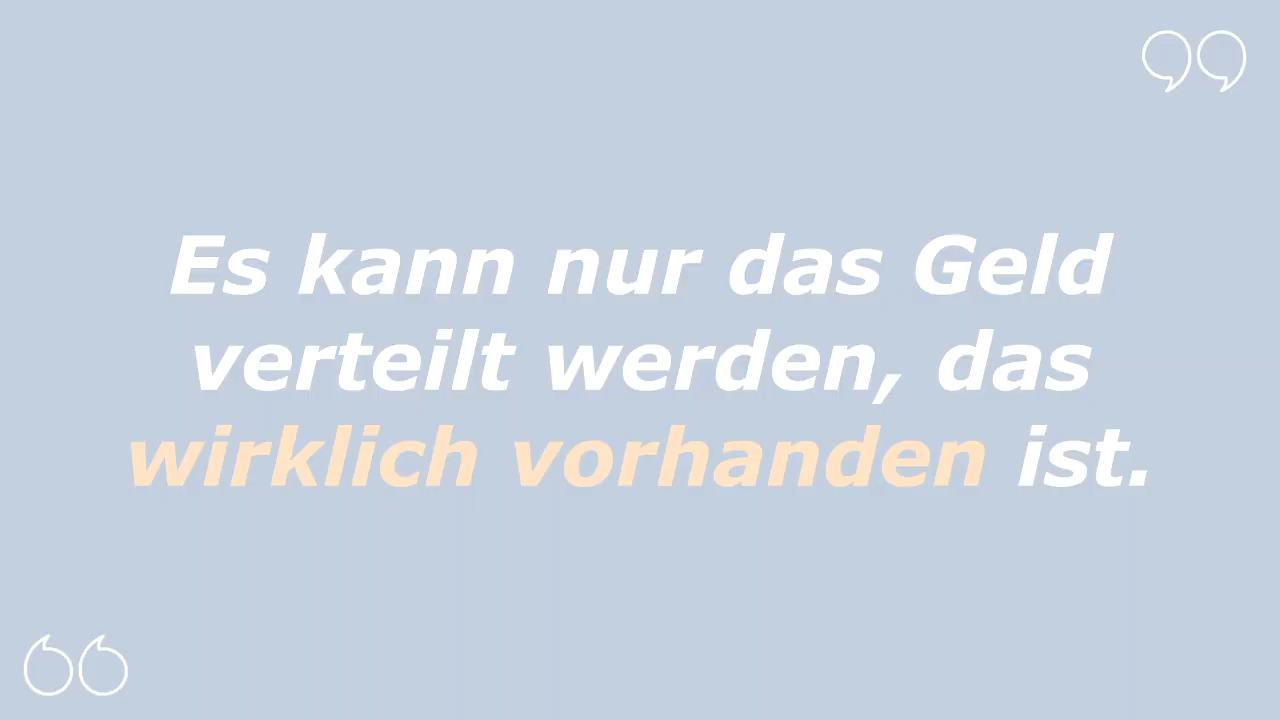 Es kann nur das Geld
verteilt werden, das
wirklich vorhanden ist.